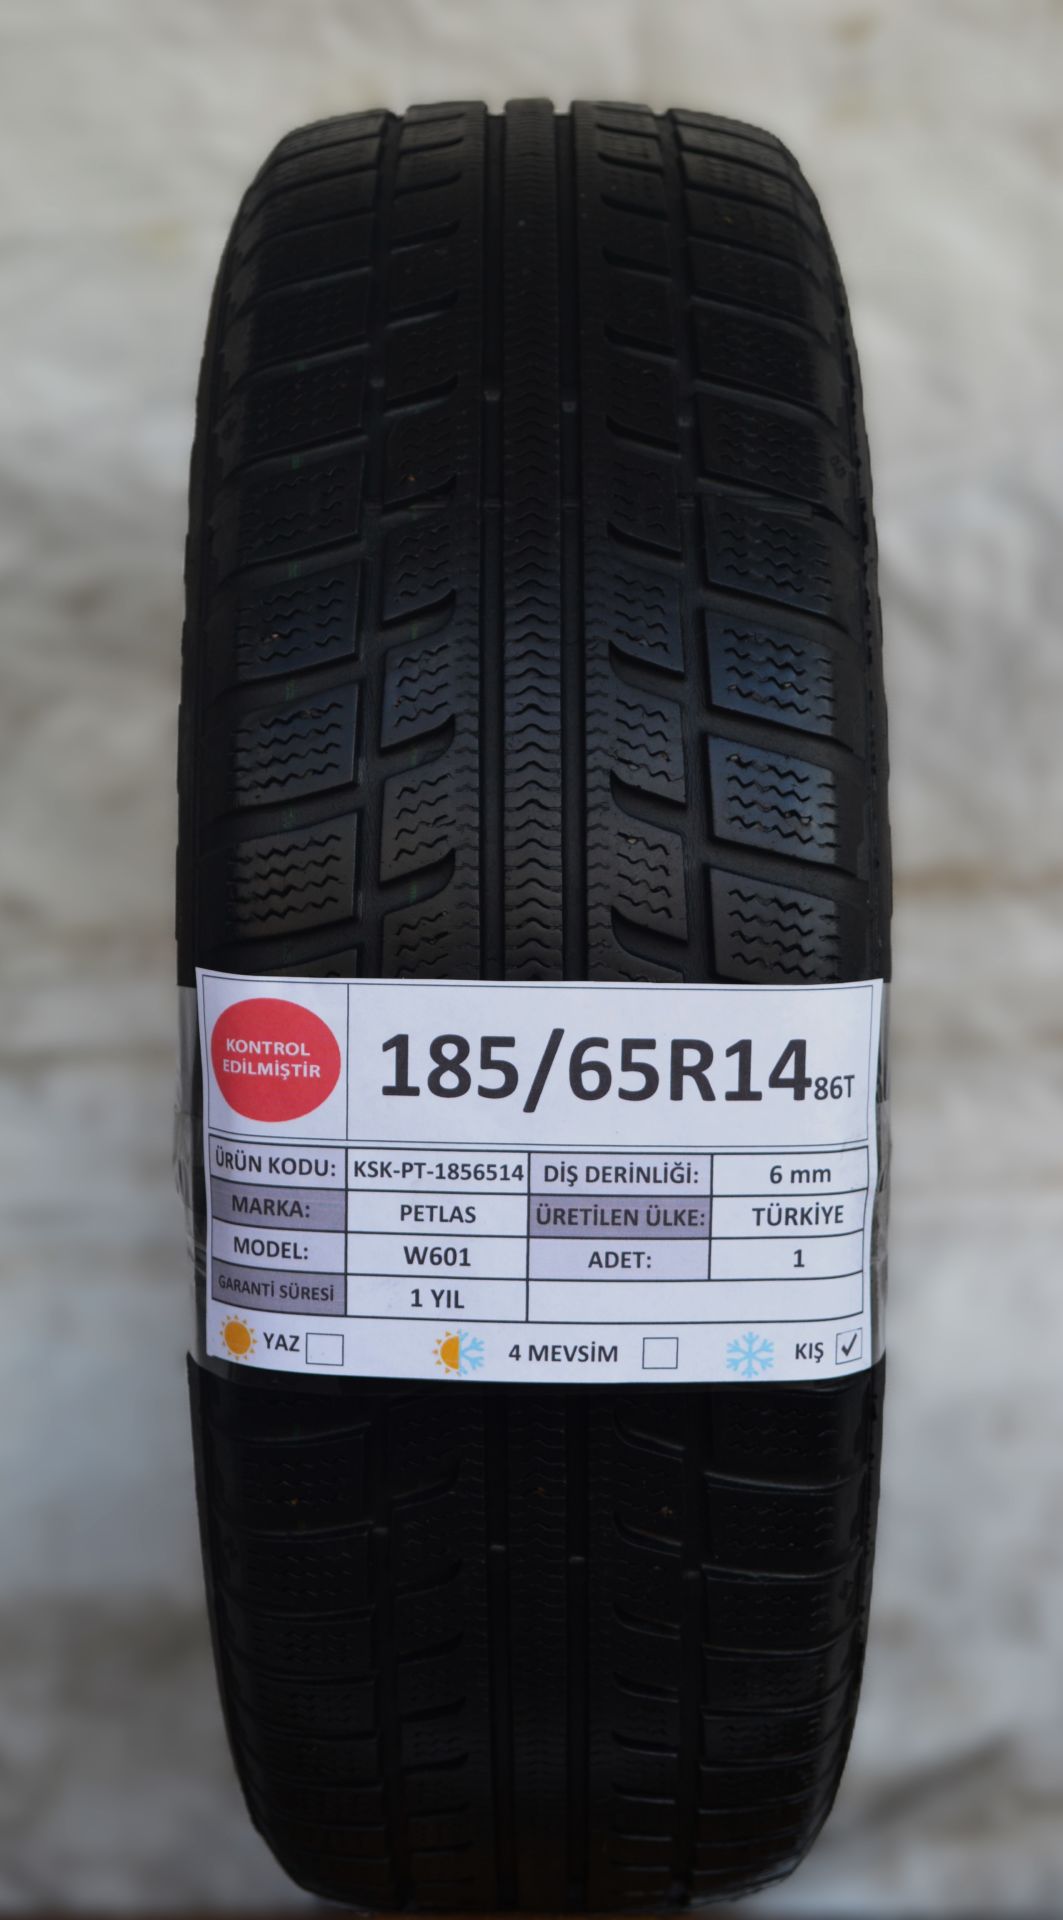 KONTROL
EDİLMİŞTİR
185/65R14 86T
ÜRÜN KODU: KSK-PT-1856514 DİŞ DERİNLİĞİ: 6 mm
MARKA: PETLAS ÜRETİLEN ÜLKE: TÜRKİYE
MODEL: W601 ADET: 1
GARANTİ SÜRESİ 1 YIL
YAZ 4 MEVSİM KIŞ ✓